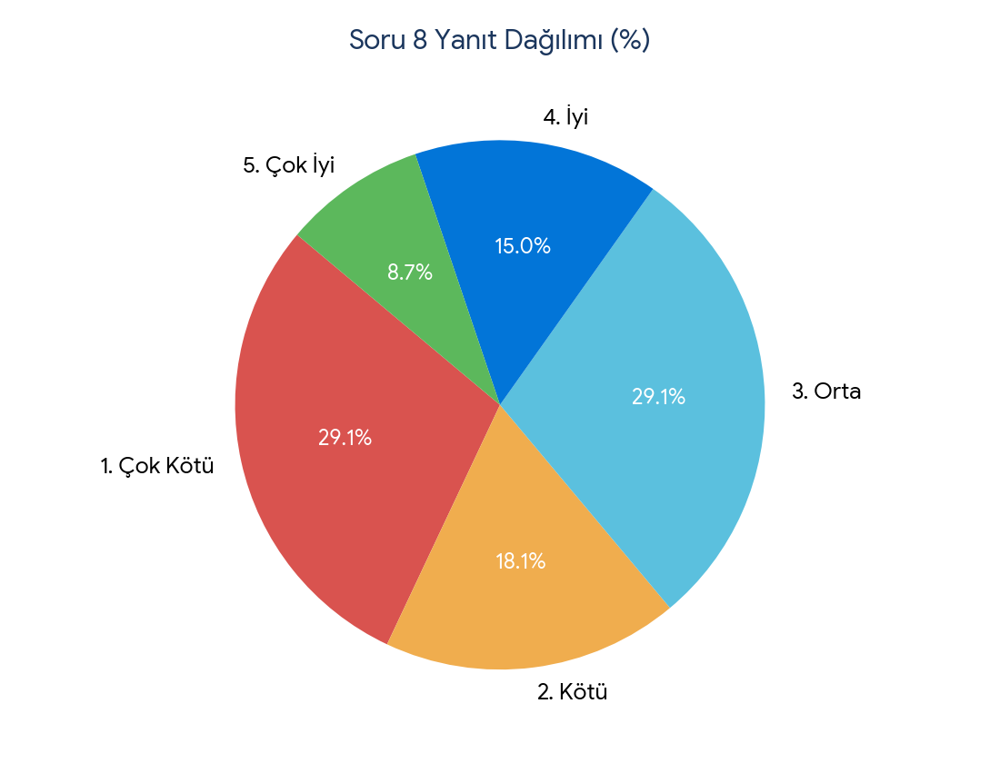 Soru 8 Yanıt Dağılımı (%)
4. İyi
5. Çok İyi
15.0%
8.7%
3. Orta
29.1%
29.1%
1. Çok Kötü
18.1%
2. Kötü